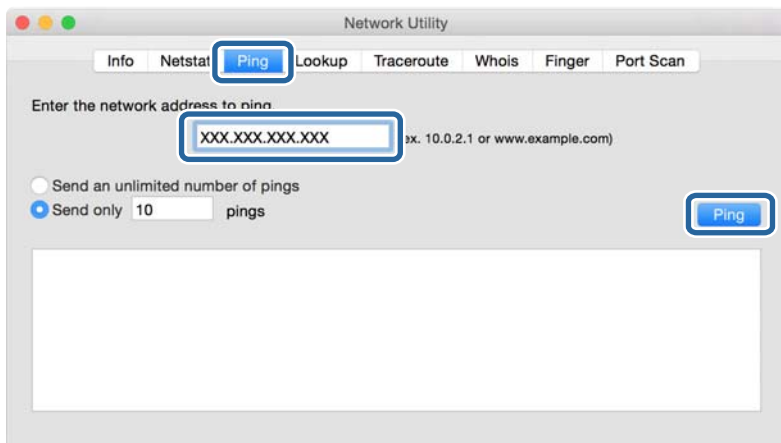 Network Utility
Info Netstat Ping Lookup Traceroute Whois Finger Port Scan
Enter the network address to ping
XXX.XXX.XXX.XXX ex. 10.0.2.1 or www.example.com)
Send an unlimited number of pings
Send only 10 pings
Ping